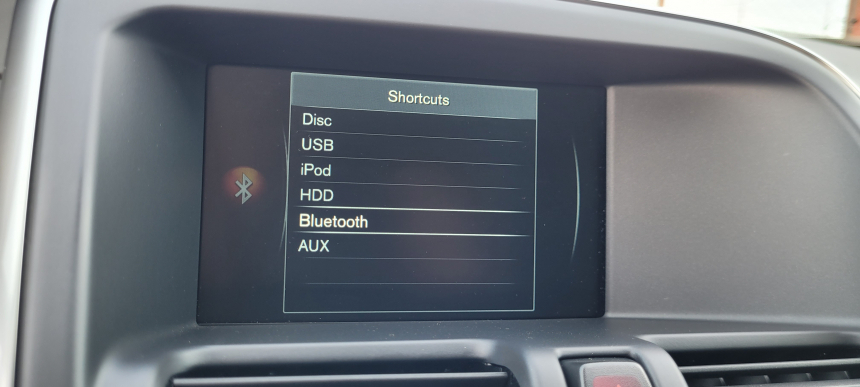 Shortcuts
Disc
USB
iPod
HDD
Bluetooth
AUX